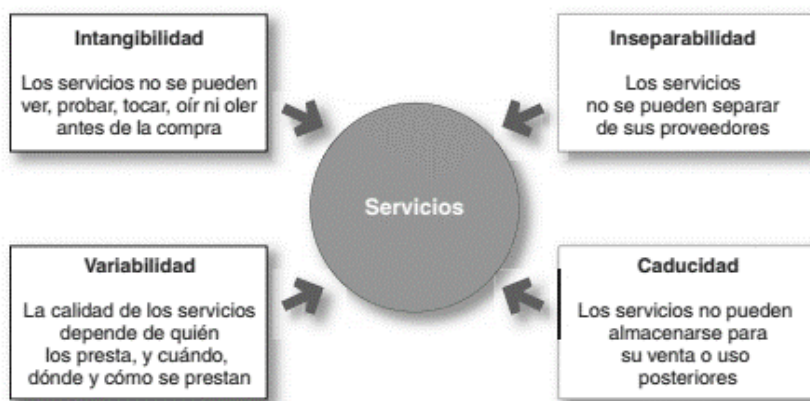 Intangibilidad
Los servicios no se pueden
ver, probar, tocar, oír ni oler
antes de la compra
Inseparabilidad
Los servicios
no se pueden separar
de sus proveedores
Servicios
Variabilidad
La calidad de los servicios
depende de quién
los presta, y cuándo,
dónde y cómo se prestan
Caducidad
Los servicios no pueden
almacenarse para
su venta o uso
posteriores